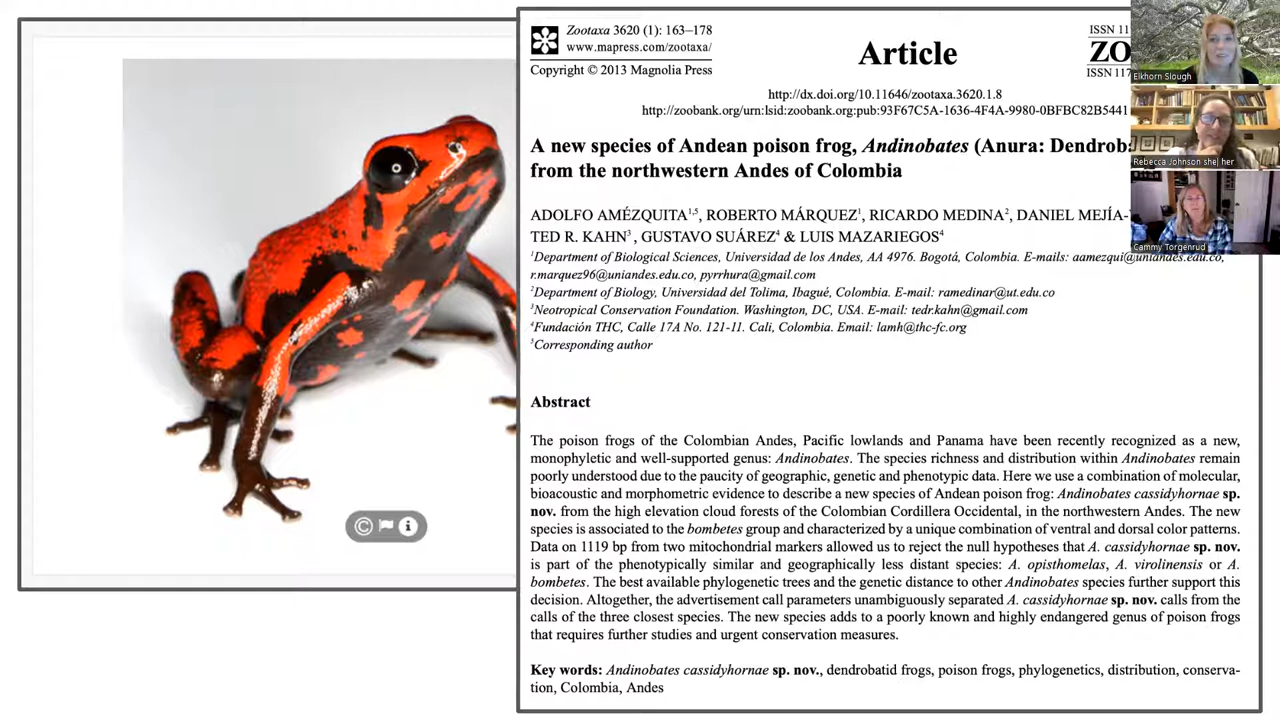 Zootaxa 3620 (1): 163–178
www.mapress.com/zootaxa/
Copyright © 2013 Magnolia Press
Article
ISSN 11
ZO
ISSN 117
http://dx.doi.org/10.11646/zootaxa.3620.1.8
http://zoobank.org/urn:lsid:zoobank.org:pub:93F67C5A-1636-4F4A-9980-0BFBC82B5441
A new species of Andean poison frog, Andinobates (Anura: Dendroba
from the northwestern Andes of Colombia
ADOLFO AMÉZQUITA1,5, ROBERTO MÁRQUEZ1, RICARDO MEDINA2, DANIEL MEJÍA-
TED R. KAHN3, GUSTAVO SUÁREZ4 & LUIS MAZARIEGOS4
1Department of Biological Sciences, Universidad de los Andes, AA 4976. Bogotá, Colombia. E-mails: aamezqui@uniandes.edu.co,
r.marquez96@uniandes.edu.co, pyrrhura@gmail.com
2Department of Biology, Universidad del Tolima, Ibagué, Colombia. E-mail: ramedinar@ut.edu.co
3Neotropical Conservation Foundation. Washington, DC, USA. E-mail: tedr.kahn@gmail.com
4Fundación THC, Calle 17A No. 121-11. Cali, Colombia. Email: lamh@thc-fc.org
5Corresponding author
Abstract
The poison frogs of the Colombian Andes, Pacific lowlands and Panama have been recently recognized as a new,
monophyletic and well-supported genus: Andinobates. The species richness and distribution within Andinobates remain
poorly understood due to the paucity of geographic, genetic and phenotypic data. Here we use a combination of molecular,
bioacoustic and morphometric evidence to describe a new species of Andean poison frog: Andinobates cassidyhornae sp.
nov. from the high elevation cloud forests of the Colombian Cordillera Occidental, in the northwestern Andes. The new
species is associated to the bombetes group and characterized by a unique combination of ventral and dorsal color patterns.
Data on 1119 bp from two mitochondrial markers allowed us to reject the null hypotheses that A. cassidyhornae sp. nov.
is part of the phenotypically similar and geographically less distant species: A. opisthomelas, A. virolinensis or A.
bombetes. The best available phylogenetic trees and the genetic distance to other Andinobates species further support this
decision. Altogether, the advertisement call parameters unambiguously separated A. cassidyhornae sp. nov. calls from the
calls of the three closest species. The new species adds to a poorly known and highly endangered genus of poison frogs
that requires further studies and urgent conservation measures.
Key words: Andinobates cassidyhornae sp. nov., dendrobatid frogs, poison frogs, phylogenetics, distribution, conserva-
tion, Colombia, Andes
Elkhorn Slough
Rebecca Johnson she| her
Cammy Torgenrud